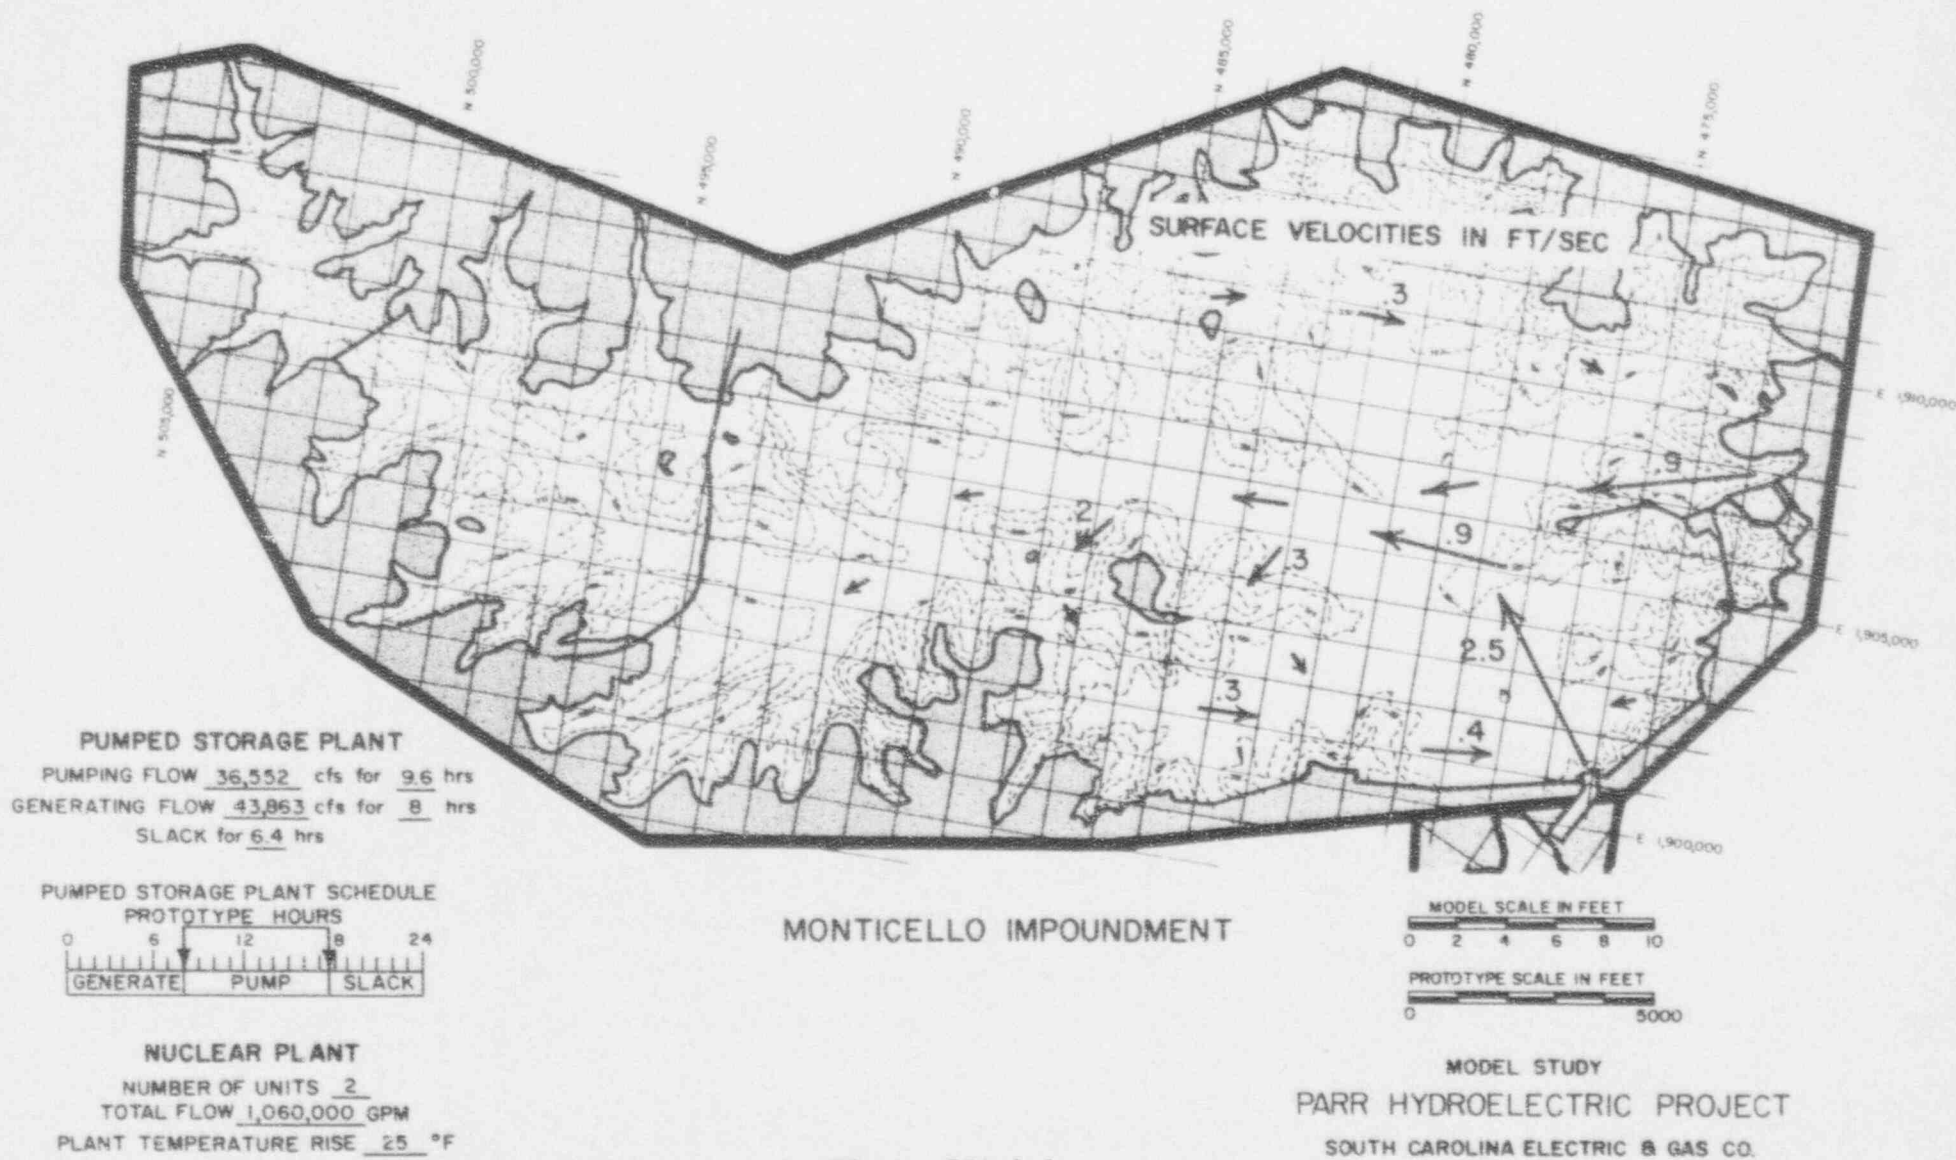 N 500,000
N 495,000
N 490,000
N 485,000
N 480,000
N 475,000
N 505,000
E 1,910,000
E 1,905,000
E 1,900,000
SURFACE VELOCITIES IN FT/SEC
.3
.9
.2
.3
.9
2.5
.3
.1
.4
PUMPED STORAGE PLANT
PUMPING FLOW 36,552 cfs for 9.6 hrs
GENERATING FLOW 43,863 cfs for 8 hrs
SLACK for 6.4 hrs
PUMPED STORAGE PLANT SCHEDULE
PROTOTYPE HOURS
0 6 12 18 24
GENERATE PUMP SLACK
NUCLEAR PLANT
NUMBER OF UNITS 2
TOTAL FLOW 1,060,000 GPM
PLANT TEMPERATURE RISE 25 °F
MONTICELLO IMPOUNDMENT
MODEL SCALE IN FEET
0 2 4 6 8 10
PROTOTYPE SCALE IN FEET
0 5000
MODEL STUDY
PARR HYDROELECTRIC PROJECT
SOUTH CAROLINA ELECTRIC & GAS CO.